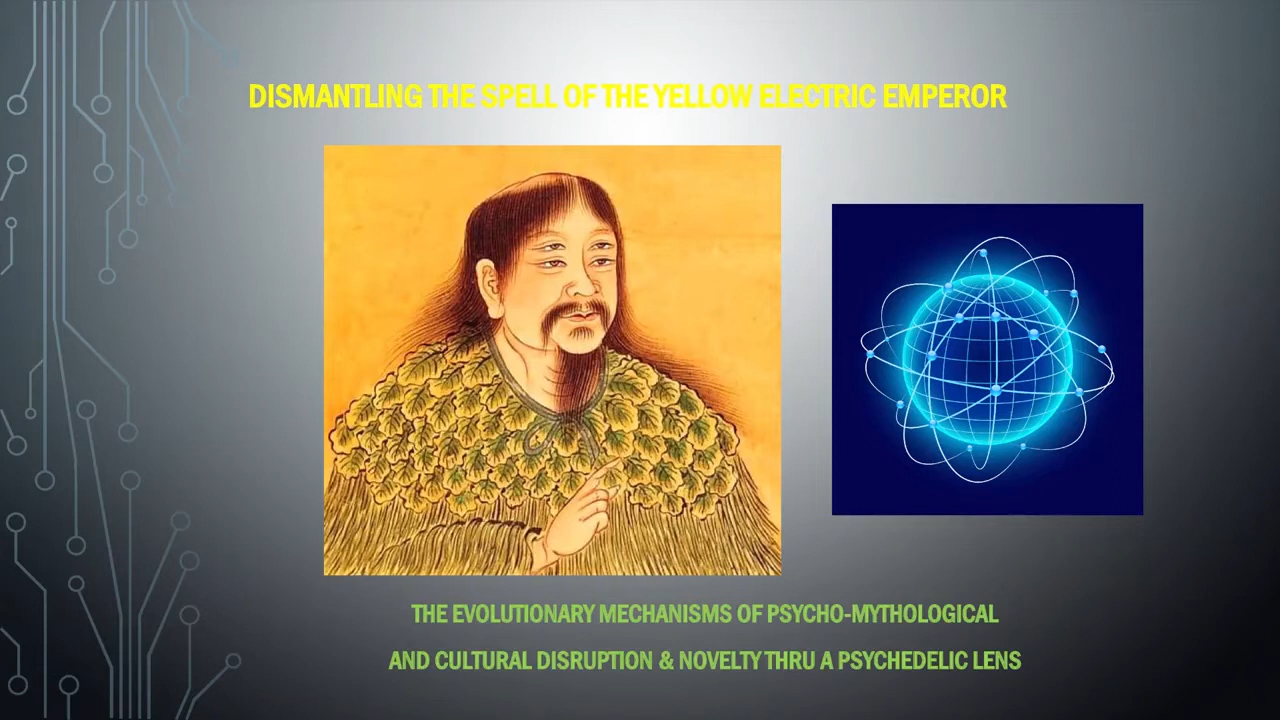 DISMANTLING THE SPELL OF THE YELLOW ELECTRIC EMPEROR
THE EVOLUTIONARY MECHANISMS OF PSYCHO-MYTHOLOGICAL
AND CULTURAL DISRUPTION & NOVELTY THRU A PSYCHEDELIC LENS